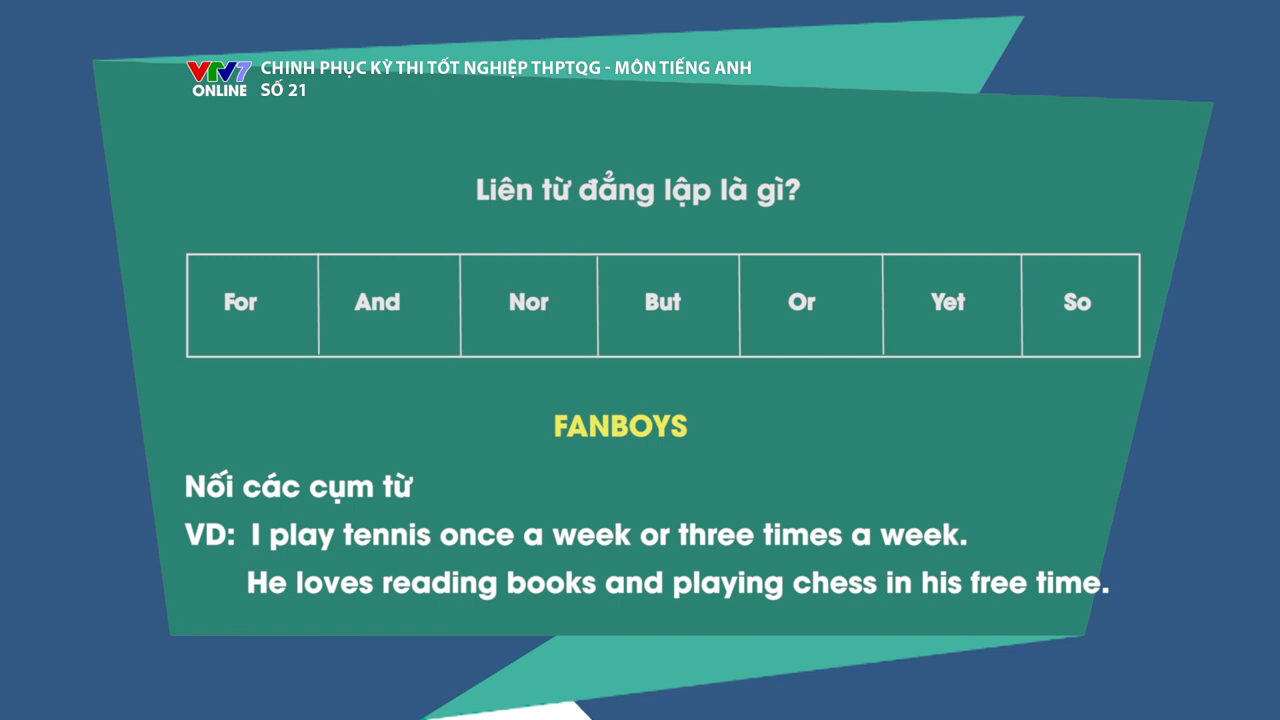 VTV7 CHINH PHỤC KỲ THI TỐT NGHIỆP THPTQG - MÔN TIẾNG ANH
ONLINE SỐ 21
Liên từ đẳng lập là gì?
For And Nor But Or Yet So
FANBOYS
Nối các cụm từ
VD: I play tennis once a week or three times a week.
He loves reading books and playing chess in his free time.